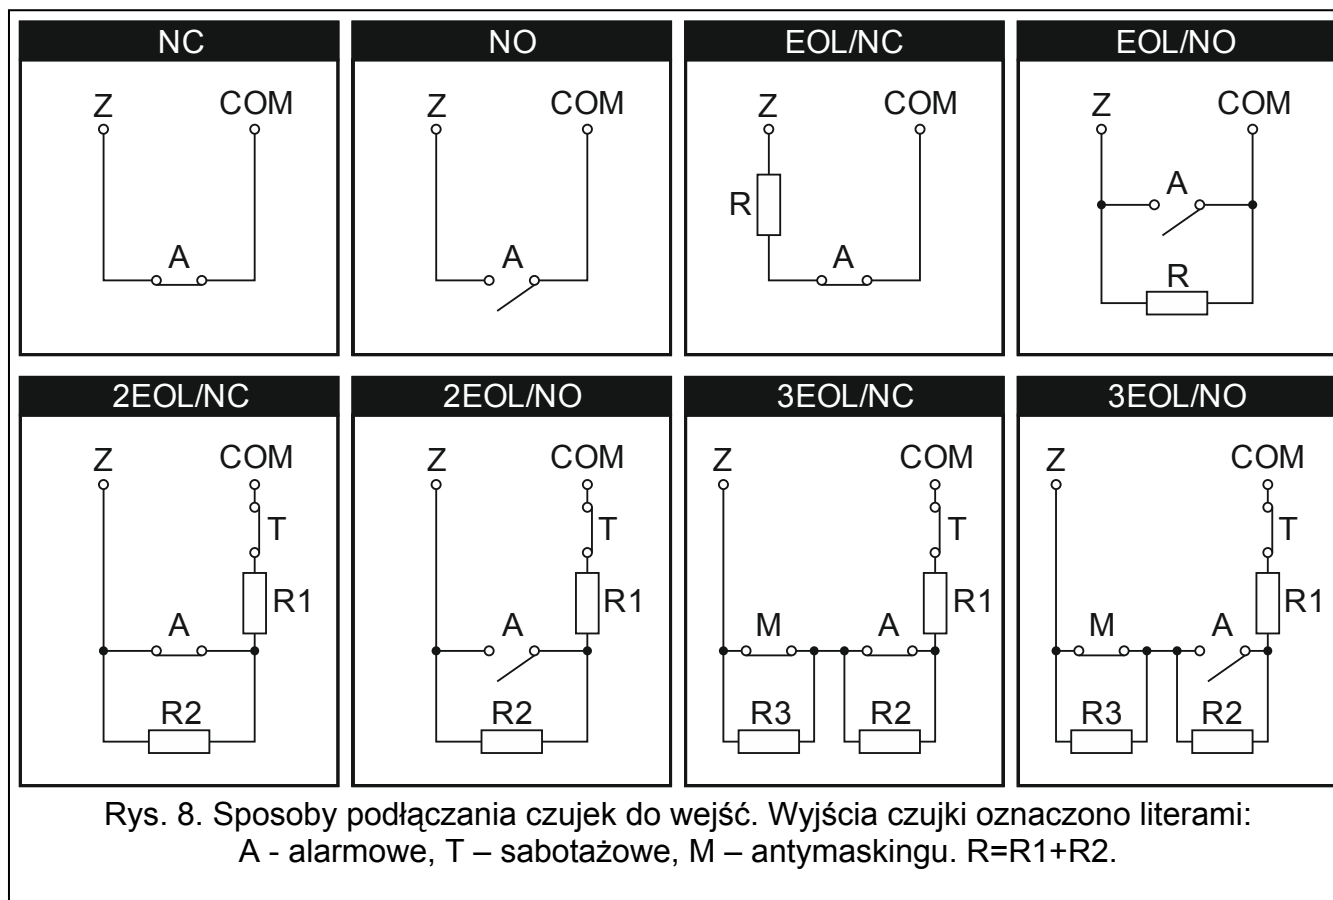 NC
Z COM
A
NO
Z COM
A
EOL/NC
Z COM
R
A
EOL/NO
Z COM
A
R
2EOL/NC
Z COM
T
R1
A
R2
2EOL/NO
Z COM
T
R1
A
R2
3EOL/NC
Z COM
T
R1
M A
R3 R2
3EOL/NO
Z COM
T
R1
M A
R3 R2
Rys. 8. Sposoby podłączania czujek do wejść. Wyjścia czujki oznaczono literami:
A - alarmowe, T – sabotażowe, M – antymaskingu. R=R1+R2.